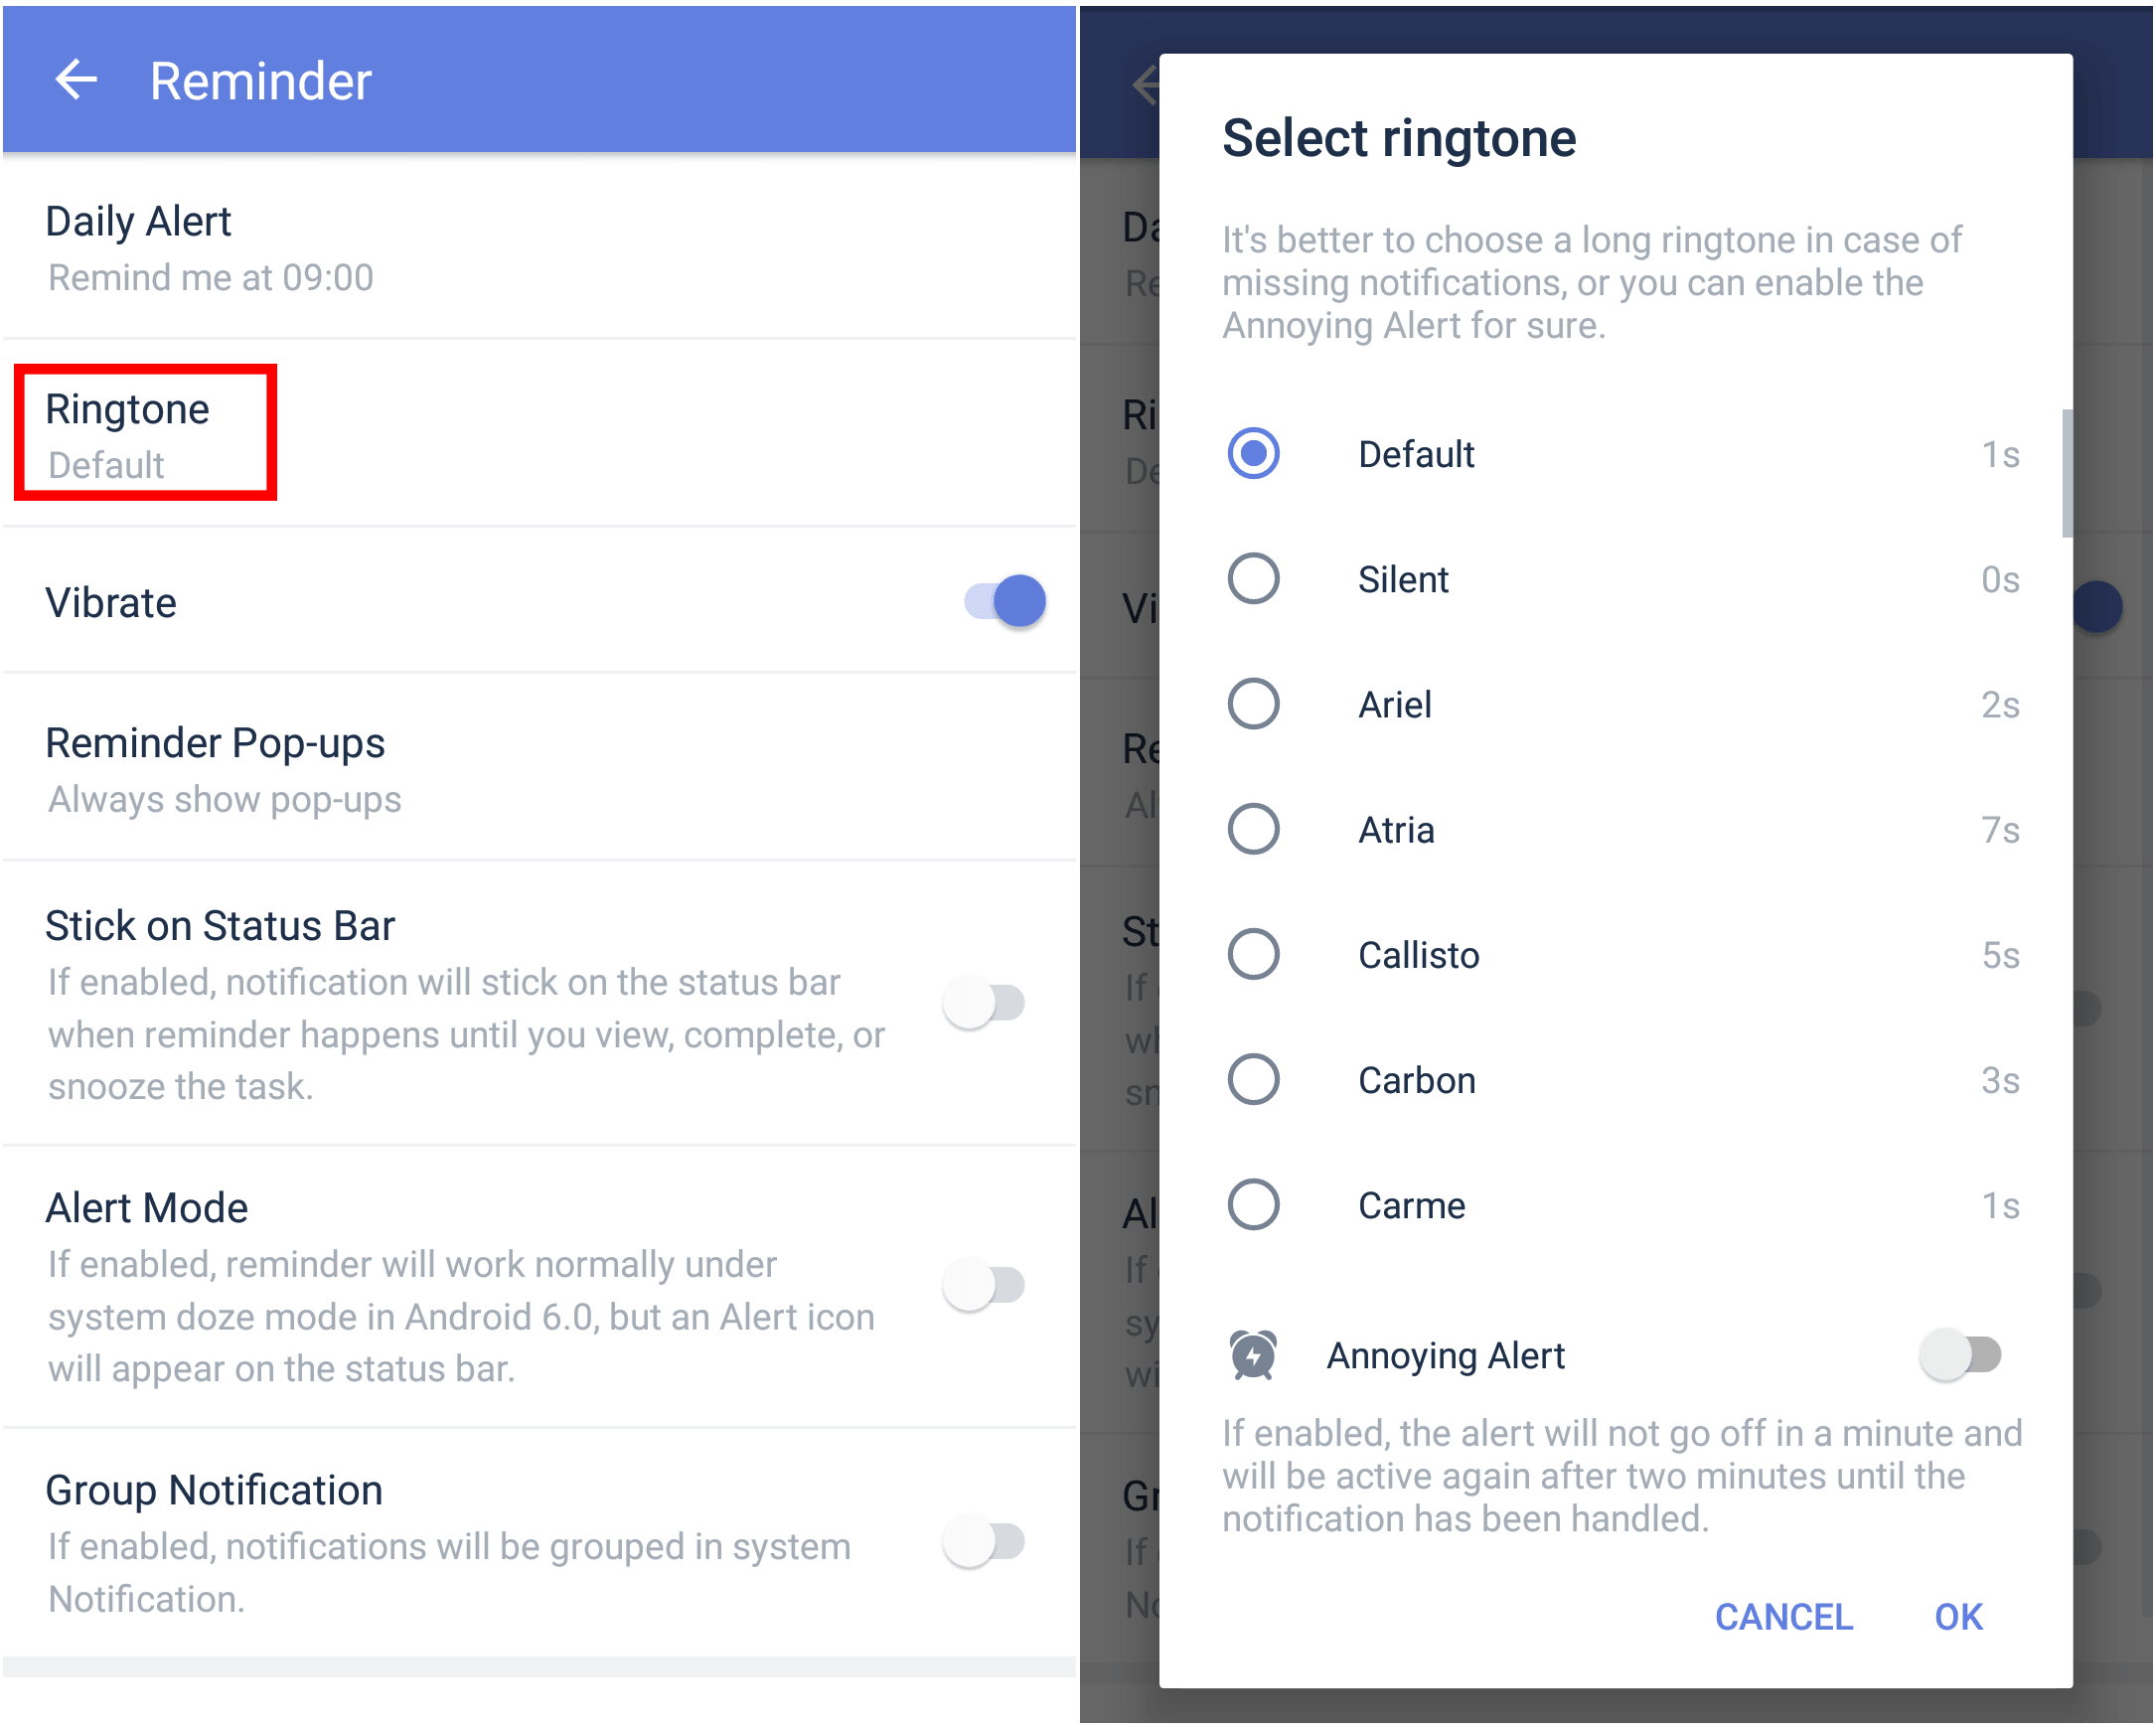 Reminder
Daily Alert
Remind me at 09:00
Ringtone
Default
Vibrate
Reminder Pop-ups
Always show pop-ups
Stick on Status Bar
If enabled, notification will stick on the status bar
when reminder happens until you view, complete, or
snooze the task.
Alert Mode
If enabled, reminder will work normally under
system doze mode in Android 6.0, but an Alert icon
will appear on the status bar.
Group Notification
If enabled, notifications will be grouped in system
Notification.
Select ringtone
It's better to choose a long ringtone in case of
missing notifications, or you can enable the
Annoying Alert for sure.
Default 1s
Silent 0s
Ariel 2s
Atria 7s
Callisto 5s
Carbon 3s
Carme 1s
Annoying Alert
If enabled, the alert will not go off in a minute and
will be active again after two minutes until the
notification has been handled.
CANCEL OK